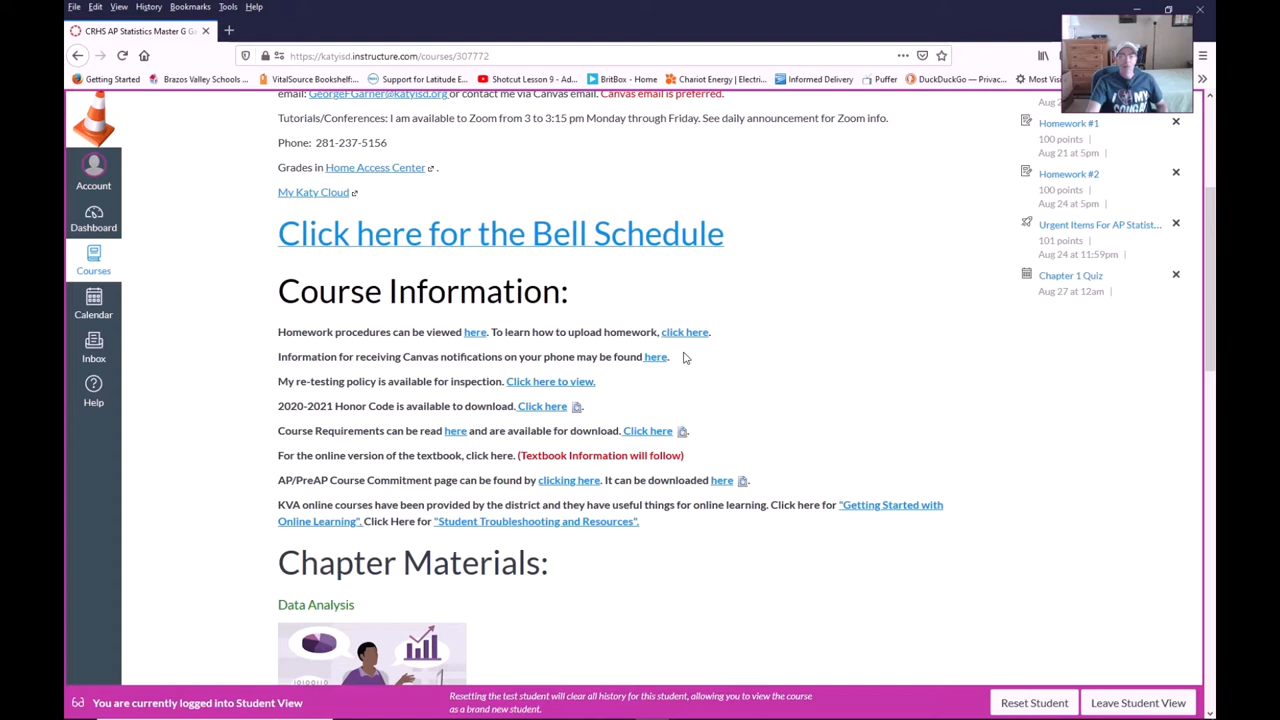 File Edit View History Bookmarks Tools Help
CRHS AP Statistics Master G Ga
https://katyisd.instructure.com/courses/307772
Getting Started Brazos Valley Schools ... VitalSource Bookshelf:... Support for Latitude E... Shotcut Lesson 9 - Ad... BritBox - Home Chariot Energy | Electri... Informed Delivery Puffer DuckDuckGo — Privac... Most Visi
email: GeorgeFGarner@katyisd.org or contact me via Canvas email. Canvas email is preferred.
Tutorials/Conferences: I am available to Zoom from 3 to 3:15 pm Monday through Friday. See daily announcement for Zoom info.
Phone: 281-237-5156
Grades in Home Access Center .
My Katy Cloud
Click here for the Bell Schedule
Course Information:
Homework procedures can be viewed here. To learn how to upload homework, click here.
Information for receiving Canvas notifications on your phone may be found here.
My re-testing policy is available for inspection. Click here to view.
2020-2021 Honor Code is available to download. Click here .
Course Requirements can be read here and are available for download. Click here .
For the online version of the textbook, click here. (Textbook Information will follow)
AP/PreAP Course Commitment page can be found by clicking here. It can be downloaded here .
KVA online courses have been provided by the district and they have useful things for online learning. Click here for "Getting Started with
Online Learning". Click Here for "Student Troubleshooting and Resources".
Chapter Materials:
Data Analysis
Account
Dashboard
Courses
Calendar
Inbox
Help
Homework #1
100 points
Aug 21 at 5pm |
Homework #2
100 points
Aug 24 at 5pm |
Urgent Items For AP Statist...
101 points
Aug 24 at 11:59pm |
Chapter 1 Quiz
Aug 27 at 12am |
You are currently logged into Student View
Resetting the test student will clear all history for this student, allowing you to view the course
as a brand new student.
Reset Student
Leave Student View